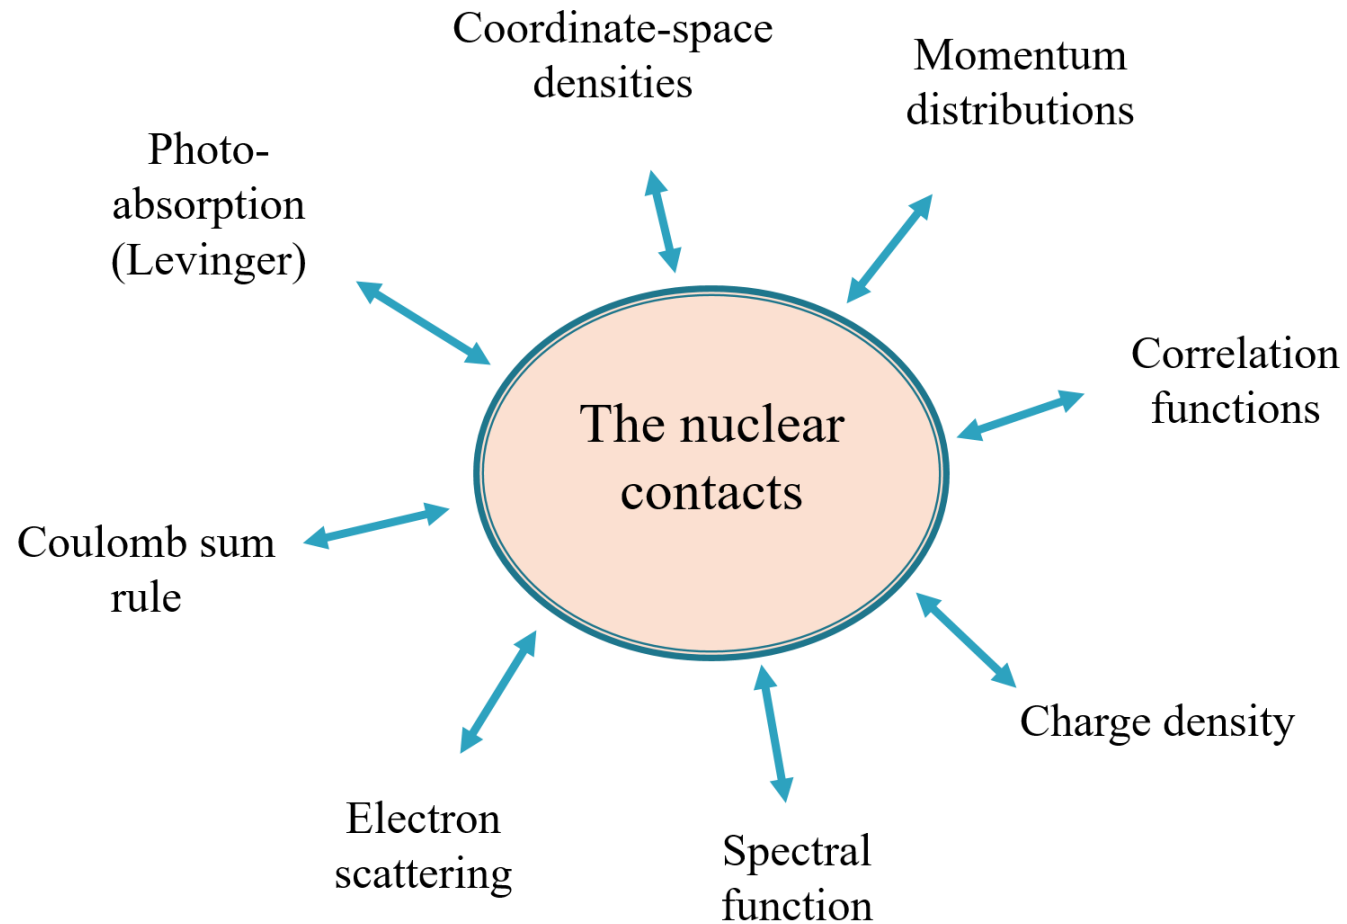 Coordinate-space
densities
Momentum
distributions
Photo-
absorption
(Levinger)
Correlation
functions
The nuclear
contacts
Coulomb sum
rule
Charge density
Electron
scattering
Spectral
function